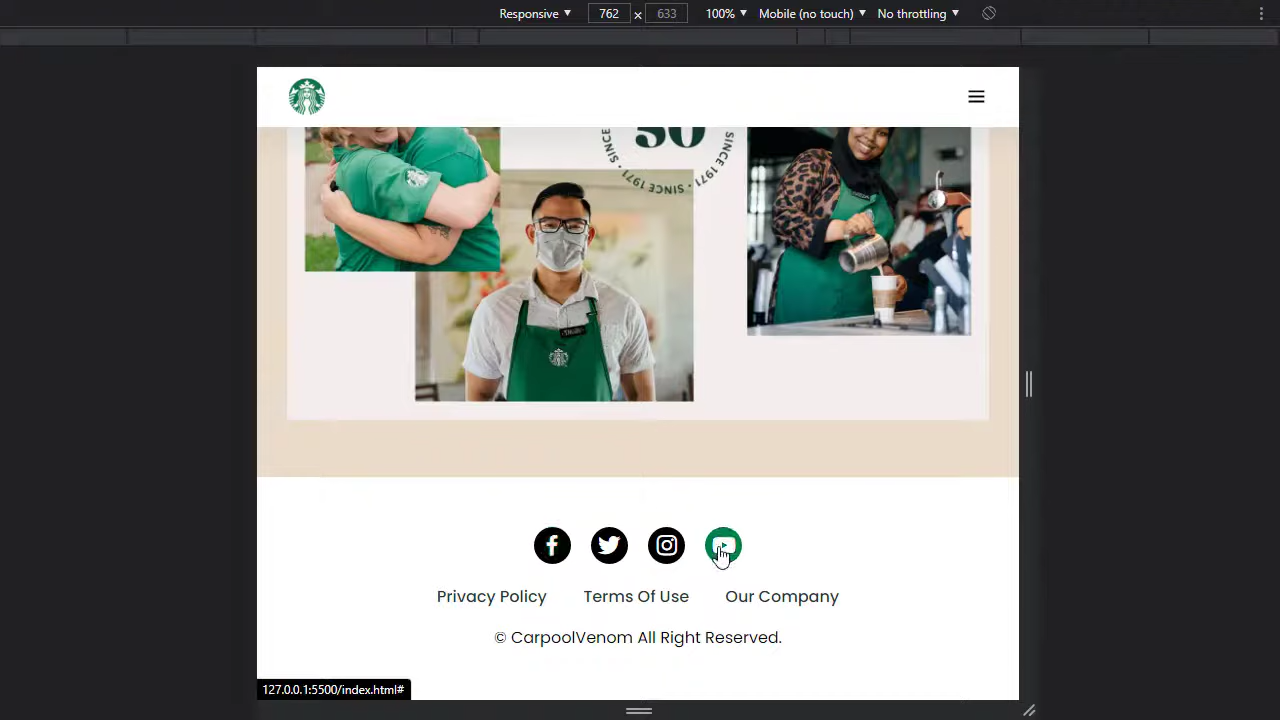 Responsive 762 x 633 100% Mobile (no touch) No throttling
50
SINCE 1971 · SINCE 1971 · SINCE
Privacy Policy Terms Of Use Our Company
© CarpoolVenom All Right Reserved.
127.0.0.1:5500/index.html#